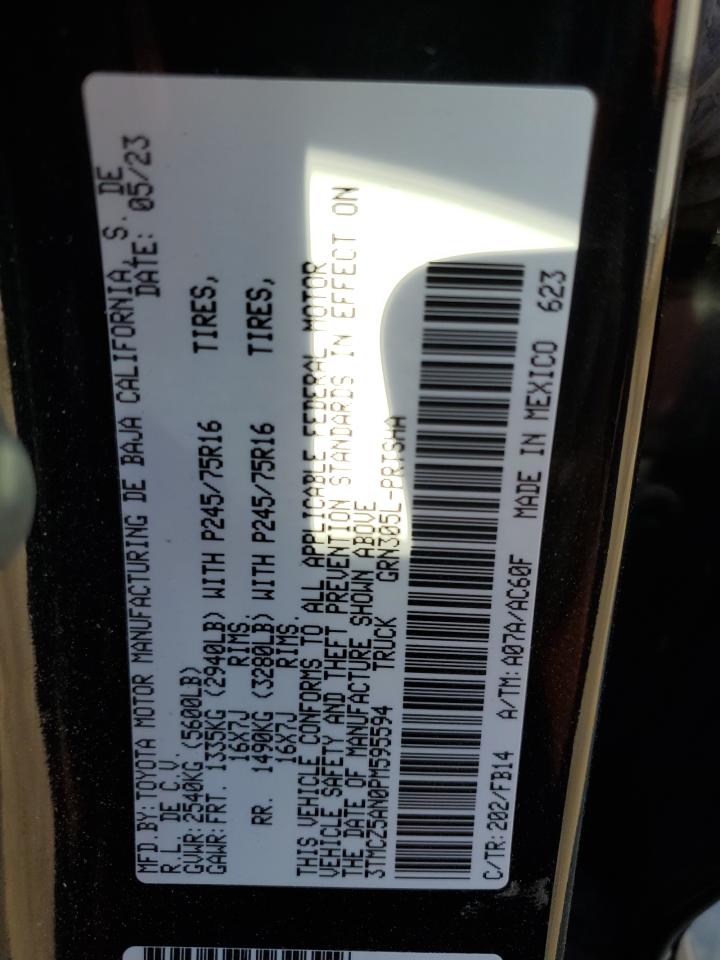 MFD.BY:TOYOTA MOTOR MANUFACTURING DE BAJA CALIFORNIA, S. DE
R.L. DE C.V. DATE: 05/23
GVWR:2540KG (5600LB)
GAWR:FRT. 1335KG (2940LB) WITH P245/75R16 TIRES,
16X7J RIMS.
RR. 1490KG (3280LB) WITH P245/75R16 TIRES,
16X7J RIMS.
THIS VEHICLE CONFORMS TO ALL APPLICABLE FEDERAL MOTOR
VEHICLE SAFETY AND THEFT PREVENTION STANDARDS IN EFFECT ON
THE DATE OF MANUFACTURE SHOWN ABOVE
3TMCZ5AN0PM595594 TRUCK GRN305L-PRTSHA
C/TR:202/FB14 A/TM:A07A/AC60F MADE IN MEXICO 623